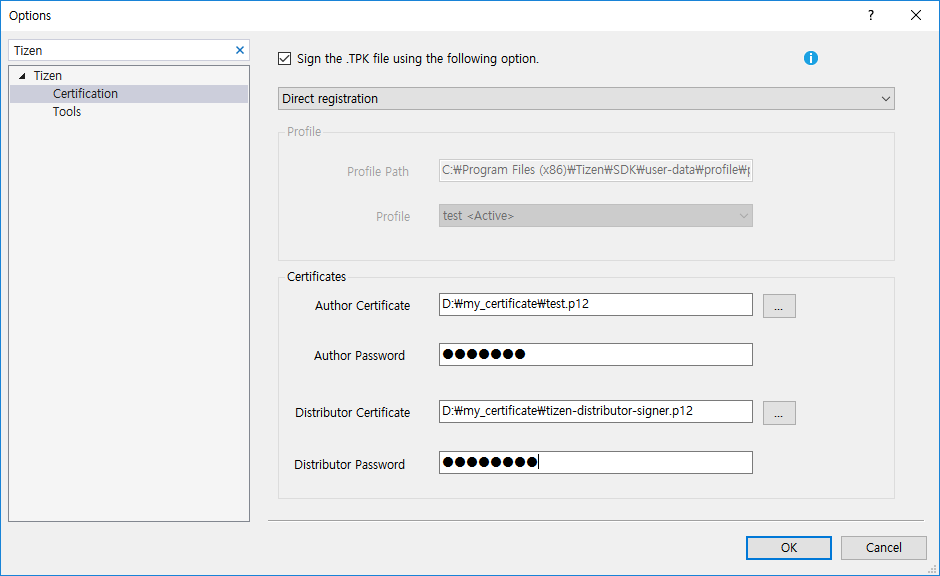 Options
?
Tizen
Tizen
Certification
Tools
Sign the .TPK file using the following option.
i
Direct registration
Profile
Profile Path
C:₩Program Files (x86)₩Tizen₩SDK₩user-data₩profile₩p
Profile
test <Active>
Certificates
Author Certificate
D:₩my_certificate₩test.p12
...
Author Password
●●●●●●●
Distributor Certificate
D:₩my_certificate₩tizen-distributor-signer.p12
...
Distributor Password
●●●●●●●●
OK
Cancel